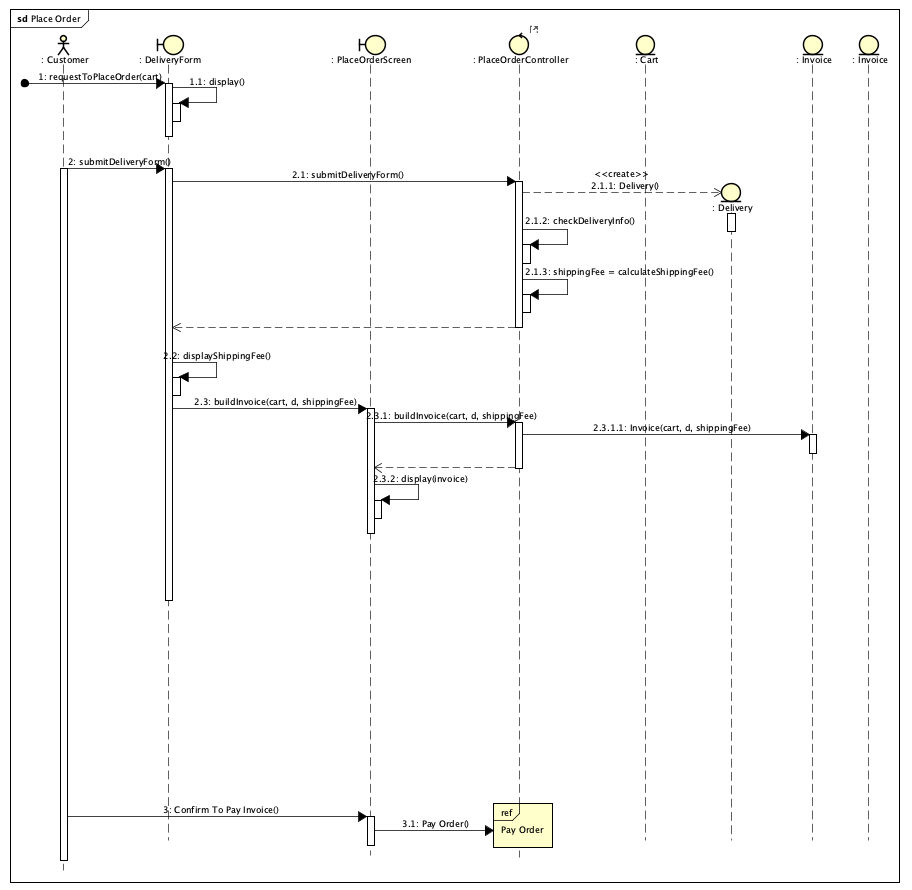 sd Place Order
: Customer
: DeliveryForm
: PlaceOrderScreen
: PlaceOrderController
: Cart
: Invoice
: Invoice
1: requestToPlaceOrder(cart)
1.1: display()
2: submitDeliveryForm()
2.1: submitDeliveryForm()
<<create>>
2.1.1: Delivery()
: Delivery
2.1.2: checkDeliveryInfo()
2.1.3: shippingFee = calculateShippingFee()
2.2: displayShippingFee()
2.3: buildInvoice(cart, d, shippingFee)
2.3.1: buildInvoice(cart, d, shippingFee)
2.3.1.1: Invoice(cart, d, shippingFee)
2.3.2: display(invoice)
3: Confirm To Pay Invoice()
3.1: Pay Order()
ref
Pay Order